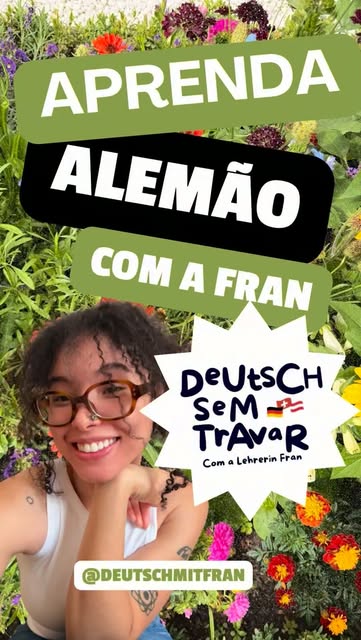 APRENDA
ALEMÃO
COM A FRAN
DeUtsCH
SeM
TrAVaR
Com a Lehrerin Fran
@DEUTSCHMITFRAN